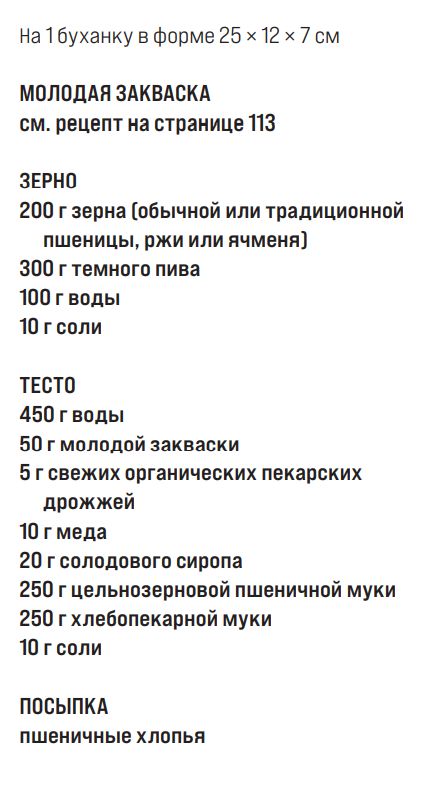 На 1 буханку в форме 25 × 12 × 7 см
МОЛОДАЯ ЗАКВАСКА
см. рецепт на странице 113
ЗЕРНО
200 г зерна (обычной или традиционной
пшеницы, ржи или ячменя)
300 г темного пива
100 г воды
10 г соли
ТЕСТО
450 г воды
50 г молодой закваски
5 г свежих органических пекарских
дрожжей
10 г меда
20 г солодового сиропа
250 г цельнозерновой пшеничной муки
250 г хлебопекарной муки
10 г соли
ПОСЫПКА
пшеничные хлопья